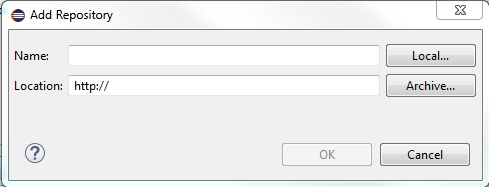 Add Repository
Name: Local...
Location: http:// Archive...
? OK Cancel